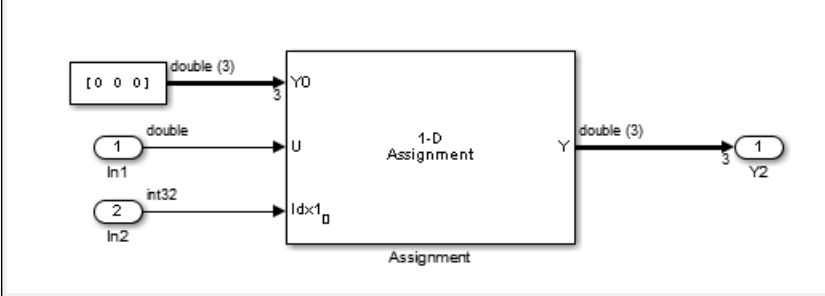 double (3)
[0 0 0]
3
Y0
double
1
In1
U
1-D
Assignment
Y
double (3)
3
1
Y2
int32
2
In2
Idx1
Assignment